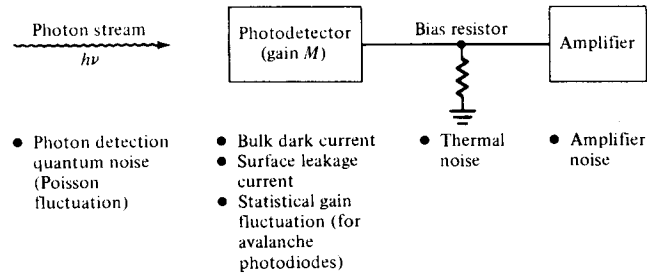 Photon stream
hν
Photodetector
(gain M)
Bias resistor
Amplifier
● Photon detection
quantum noise
(Poisson
fluctuation)
● Bulk dark current
● Surface leakage
current
● Statistical gain
fluctuation (for
avalanche
photodiodes)
● Thermal
noise
● Amplifier
noise